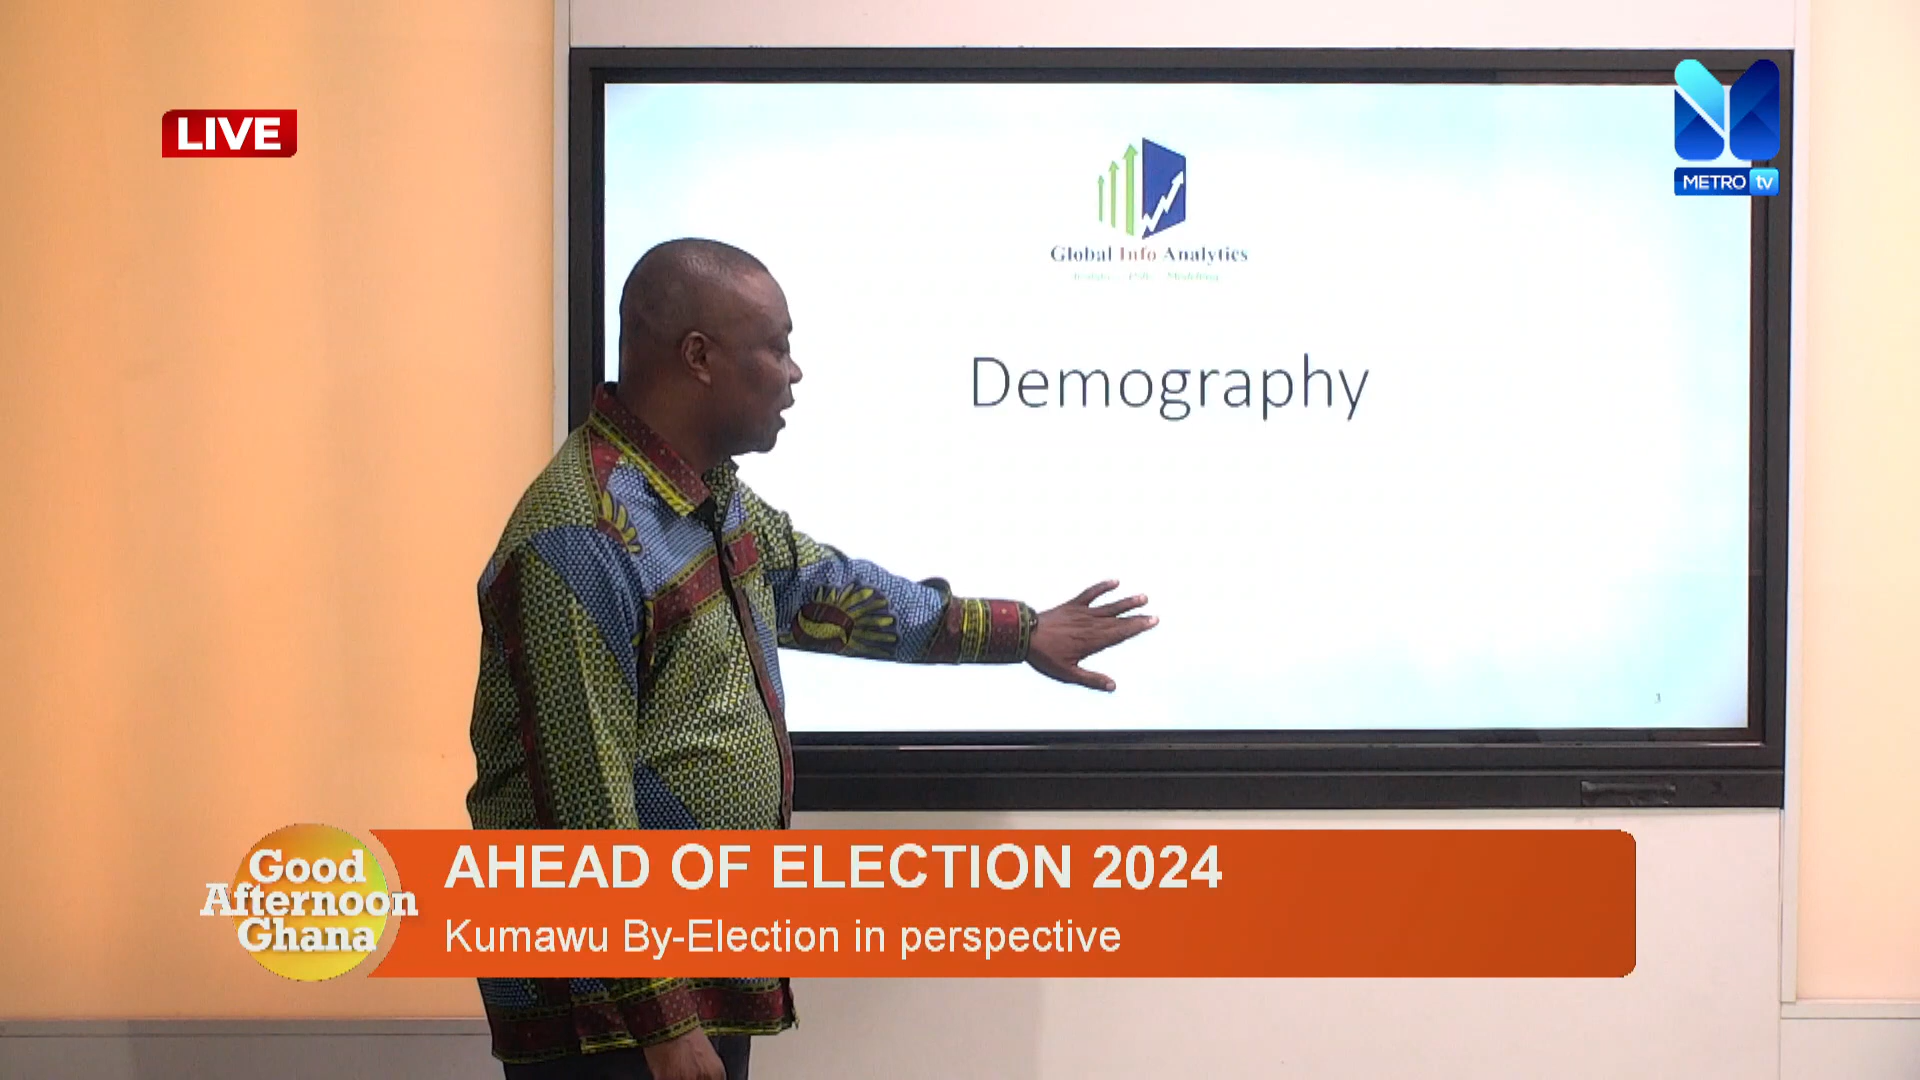 LIVE
METRO tv
Global Info Analytics
Demography
1
Good
Afternoon
Ghana
AHEAD OF ELECTION 2024
Kumawu By-Election in perspective